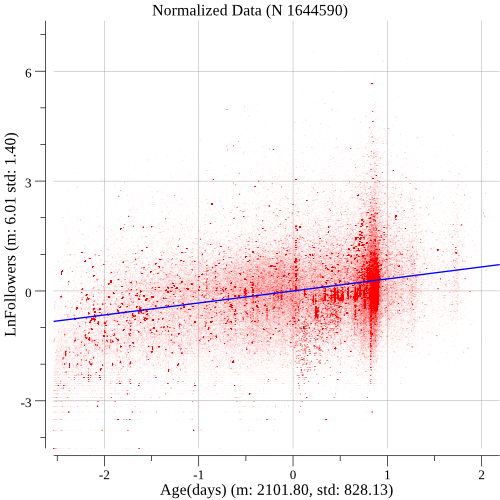 Normalized Data (N 1644590)
6
3
0
-3
LnFollowers (m: 6.01 std: 1.40)
-2 -1 0 1 2
Age(days) (m: 2101.80, std: 828.13)